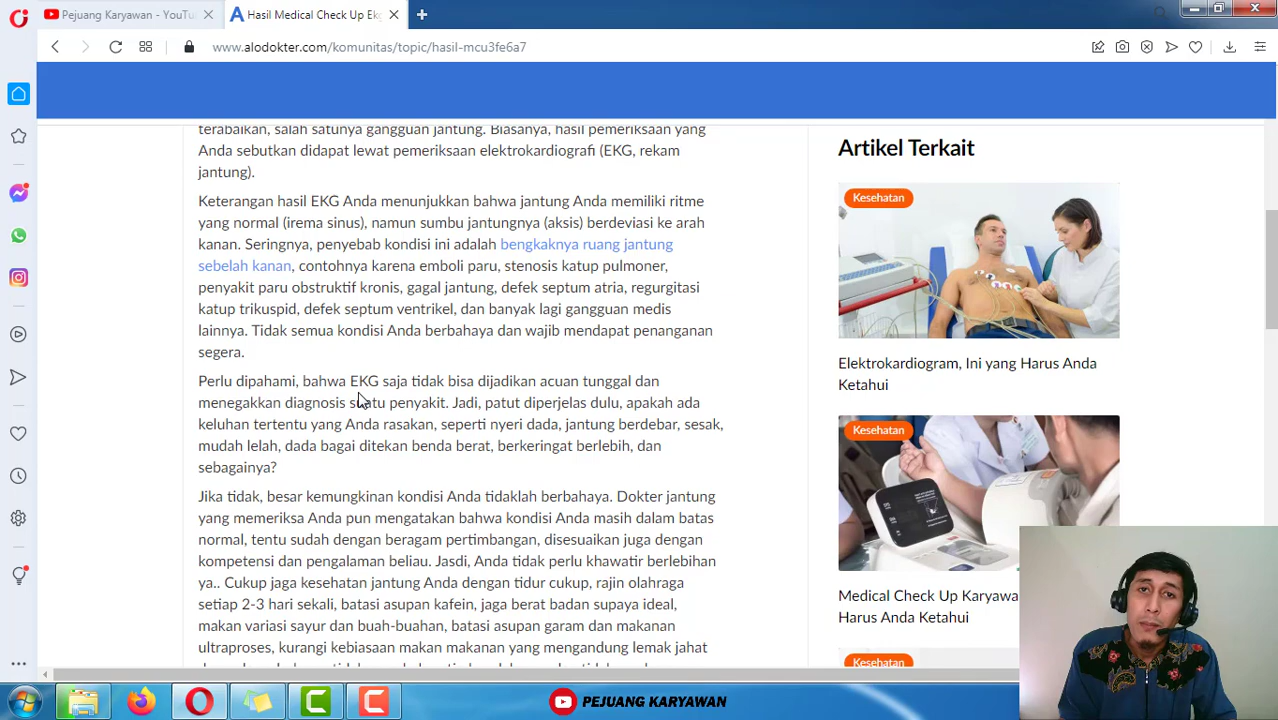 Pejuang Karyawan - YouTu
Hasil Medical Check Up Ekg
www.alodokter.com/komunitas/topic/hasil-mcu3fe6a7
terabaikan, salah satunya gangguan jantung. Biasanya, hasil pemeriksaan yang
Anda sebutkan didapat lewat pemeriksaan elektrokardiografi (EKG, rekam
jantung).
Keterangan hasil EKG Anda menunjukkan bahwa jantung Anda memiliki ritme
yang normal (irema sinus), namun sumbu jantungnya (aksis) berdeviasi ke arah
kanan. Seringnya, penyebab kondisi ini adalah bengkaknya ruang jantung
sebelah kanan, contohnya karena emboli paru, stenosis katup pulmoner,
penyakit paru obstruktif kronis, gagal jantung, defek septum atria, regurgitasi
katup trikuspid, defek septum ventrikel, dan banyak lagi gangguan medis
lainnya. Tidak semua kondisi Anda berbahaya dan wajib mendapat penanganan
segera.
Perlu dipahami, bahwa EKG saja tidak bisa dijadikan acuan tunggal dan
menegakkan diagnosis suatu penyakit. Jadi, patut diperjelas dulu, apakah ada
keluhan tertentu yang Anda rasakan, seperti nyeri dada, jantung berdebar, sesak,
mudah lelah, dada bagai ditekan benda berat, berkeringat berlebih, dan
sebagainya?
Jika tidak, besar kemungkinan kondisi Anda tidaklah berbahaya. Dokter jantung
yang memeriksa Anda pun mengatakan bahwa kondisi Anda masih dalam batas
normal, tentu sudah dengan beragam pertimbangan, disesuaikan juga dengan
kompetensi dan pengalaman beliau. Jasdi, Anda tidak perlu khawatir berlebihan
ya.. Cukup jaga kesehatan jantung Anda dengan tidur cukup, rajin olahraga
setiap 2-3 hari sekali, batasi asupan kafein, jaga berat badan supaya ideal,
makan variasi sayur dan buah-buahan, batasi asupan garam dan makanan
ultraproses, kurangi kebiasaan makan makanan yang mengandung lemak jahat
Artikel Terkait
Kesehatan
Elektrokardiogram, Ini yang Harus Anda
Ketahui
Kesehatan
Medical Check Up Karyawa
Harus Anda Ketahui
Kesehatan
PEJUANG KARYAWAN